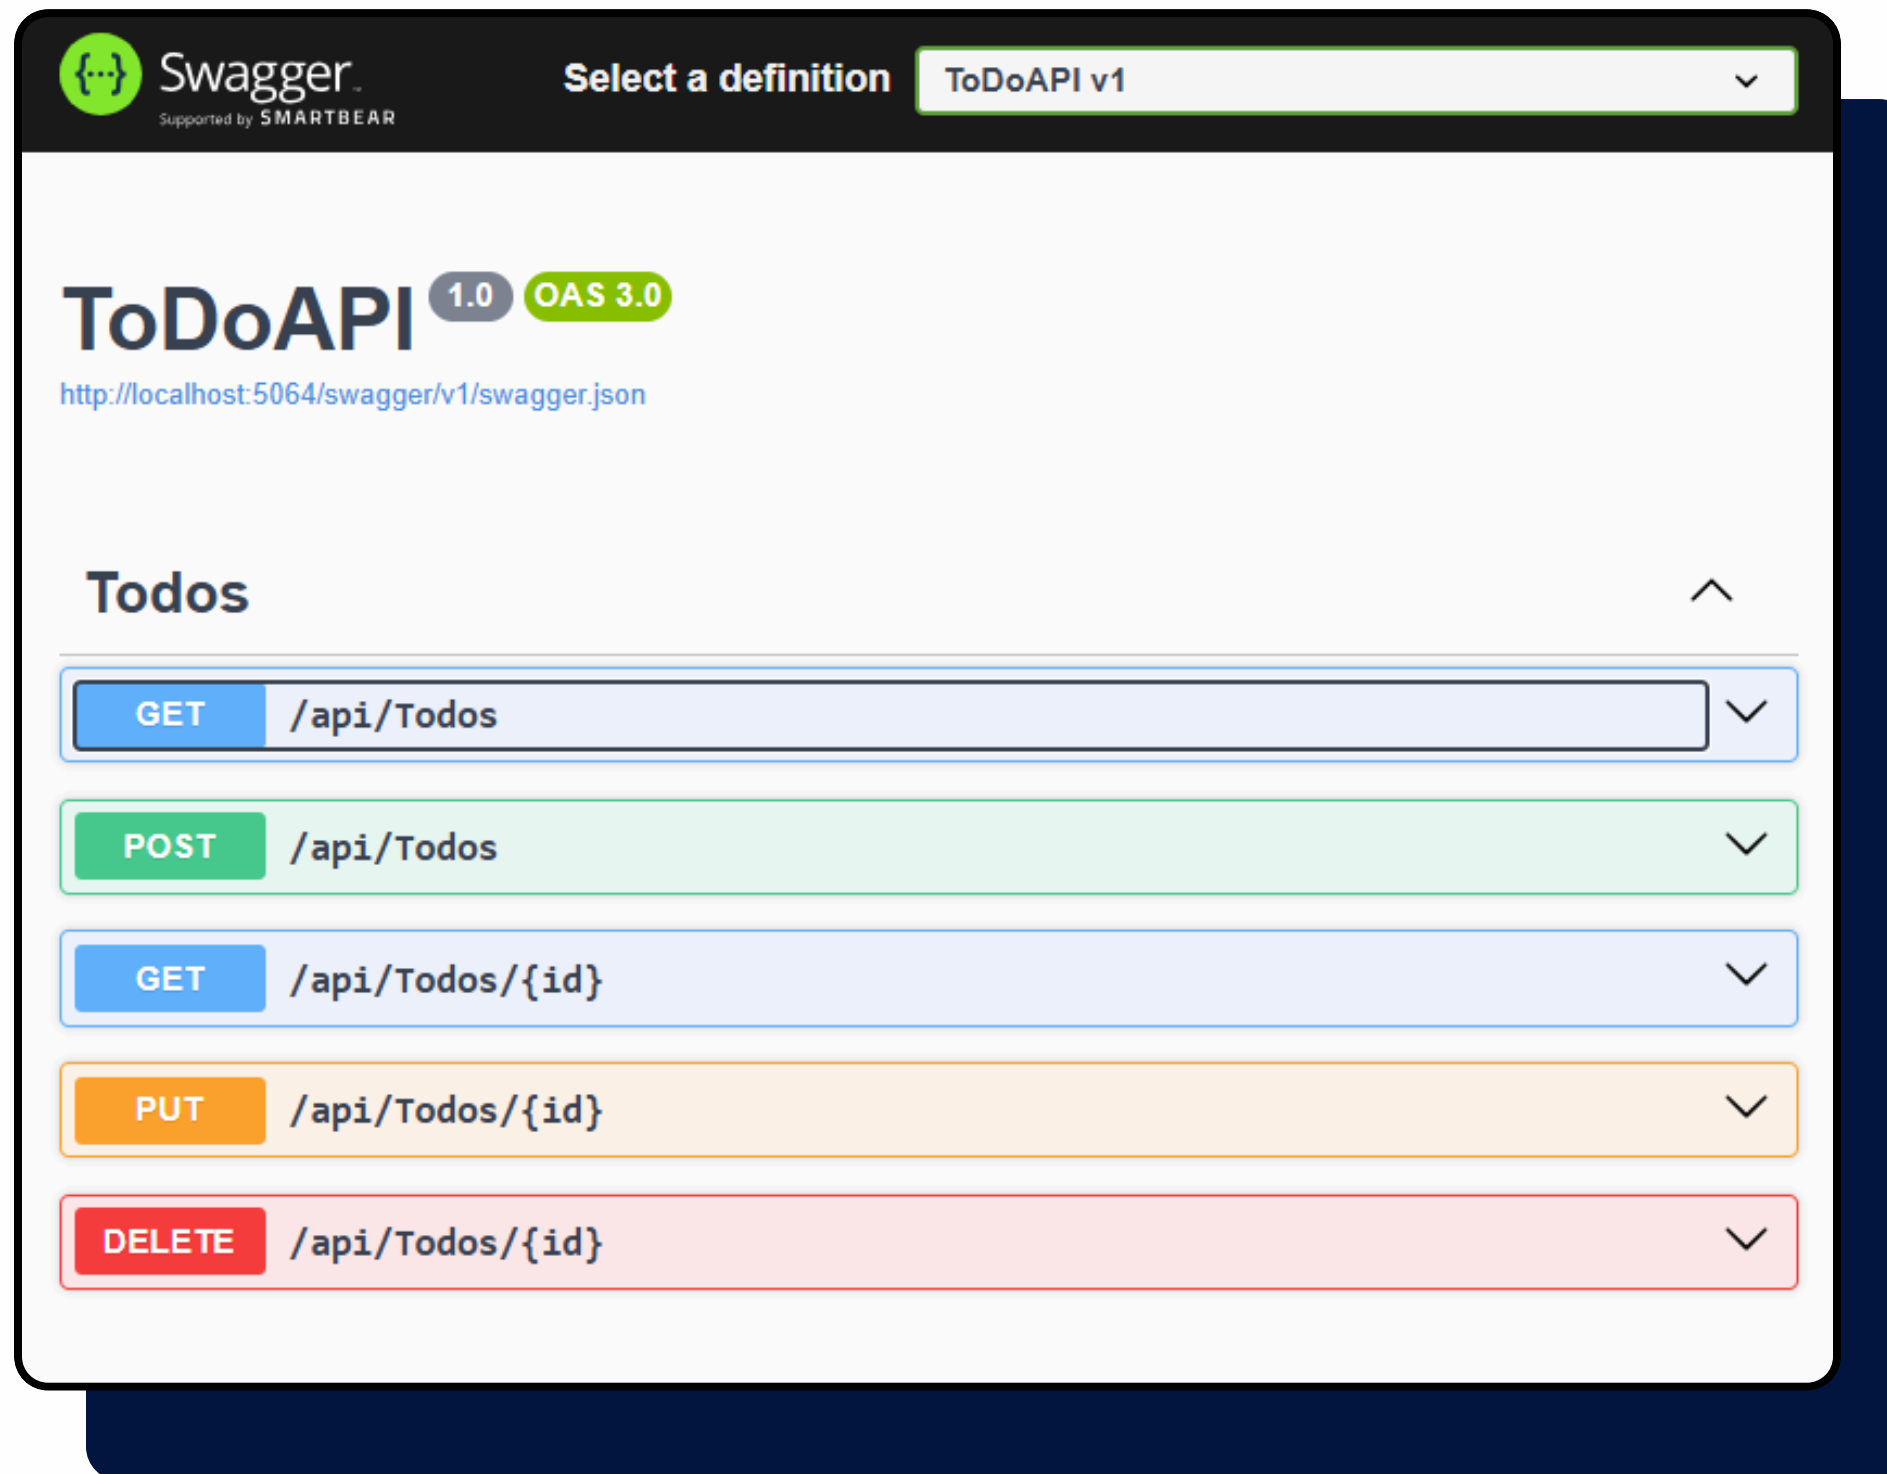 {···} Swagger™
Supported by SMARTBEAR
Select a definition
ToDoAPI v1
ToDoAPI 1.0 OAS 3.0
http://localhost:5064/swagger/v1/swagger.json
Todos
GET /api/Todos
POST /api/Todos
GET /api/Todos/{id}
PUT /api/Todos/{id}
DELETE /api/Todos/{id}